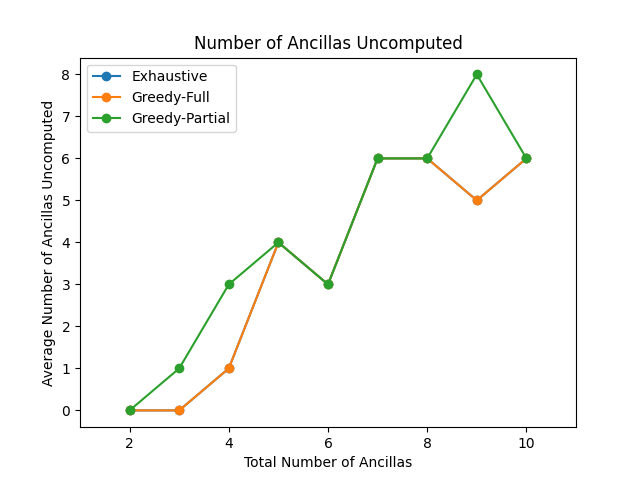 Number of Ancillas Uncomputed
Exhaustive
Greedy-Full
Greedy-Partial
Average Number of Ancillas Uncomputed
8
7
6
5
4
3
2
1
0
2 4 6 8 10
Total Number of Ancillas